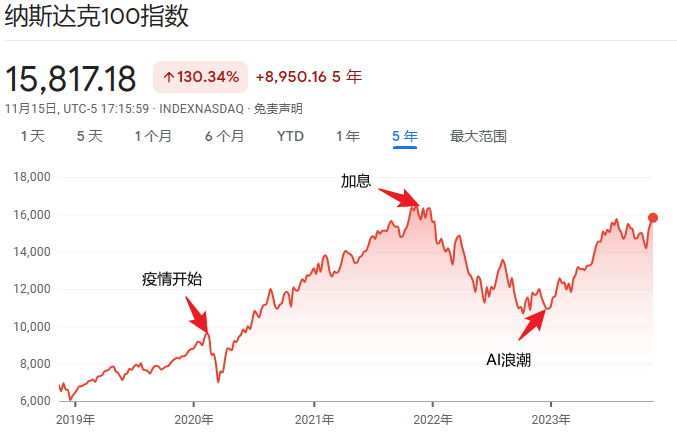 纳斯达克100指数
15,817.18 ↑130.34% +8,950.16 5 年
11月15日, UTC-5 17:15:59 · INDEXNASDAQ · 免责声明
1 天 5 天 1 个月 6 个月 YTD 1 年 5 年 最大范围
18,000
加息
16,000
14,000
疫情开始
12,000
10,000
AI浪潮
8,000
6,000
2019年 2020年 2021年 2022年 2023年